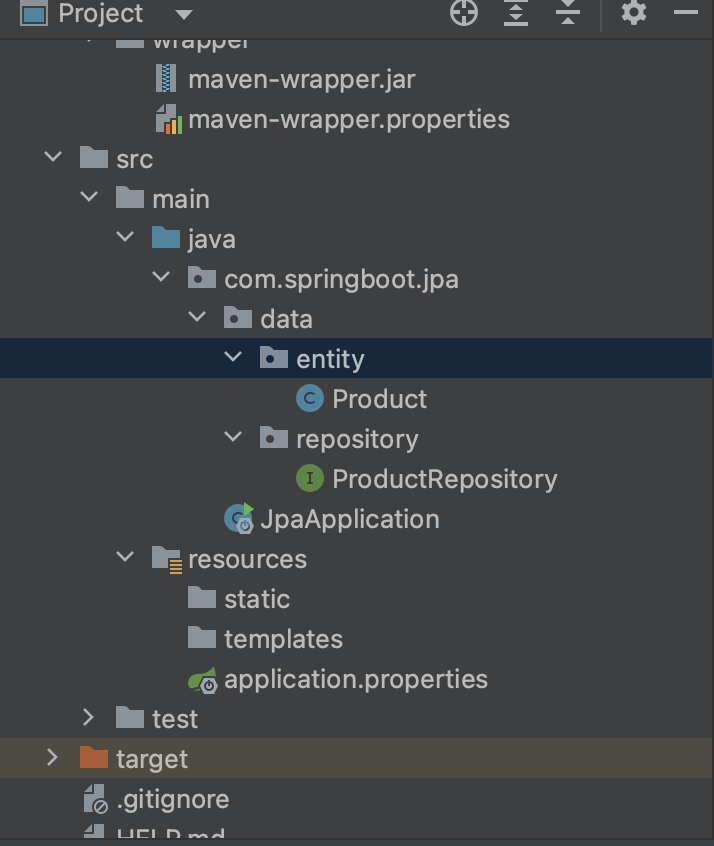 Project
wrapper
maven-wrapper.jar
maven-wrapper.properties
src
main
java
com.springboot.jpa
data
entity
C Product
repository
I ProductRepository
JpaApplication
resources
static
templates
application.properties
test
target
.gitignore
HELP.md